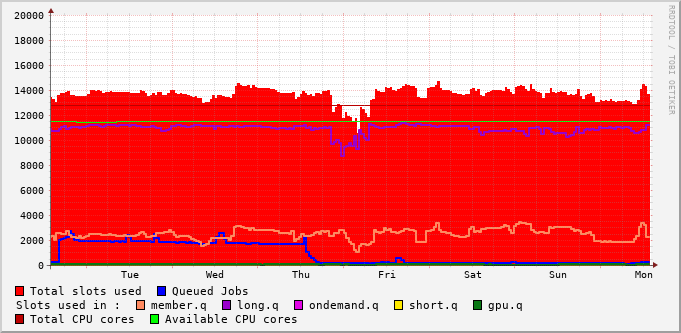 RRDTOOL / TOBI OETIKER
20000
18000
16000
14000
12000
10000
8000
6000
4000
2000
0
Tue Wed Thu Fri Sat Sun Mon
Total slots used Queued Jobs
Slots used in : member.q long.q ondemand.q short.q gpu.q
Total CPU cores Available CPU cores